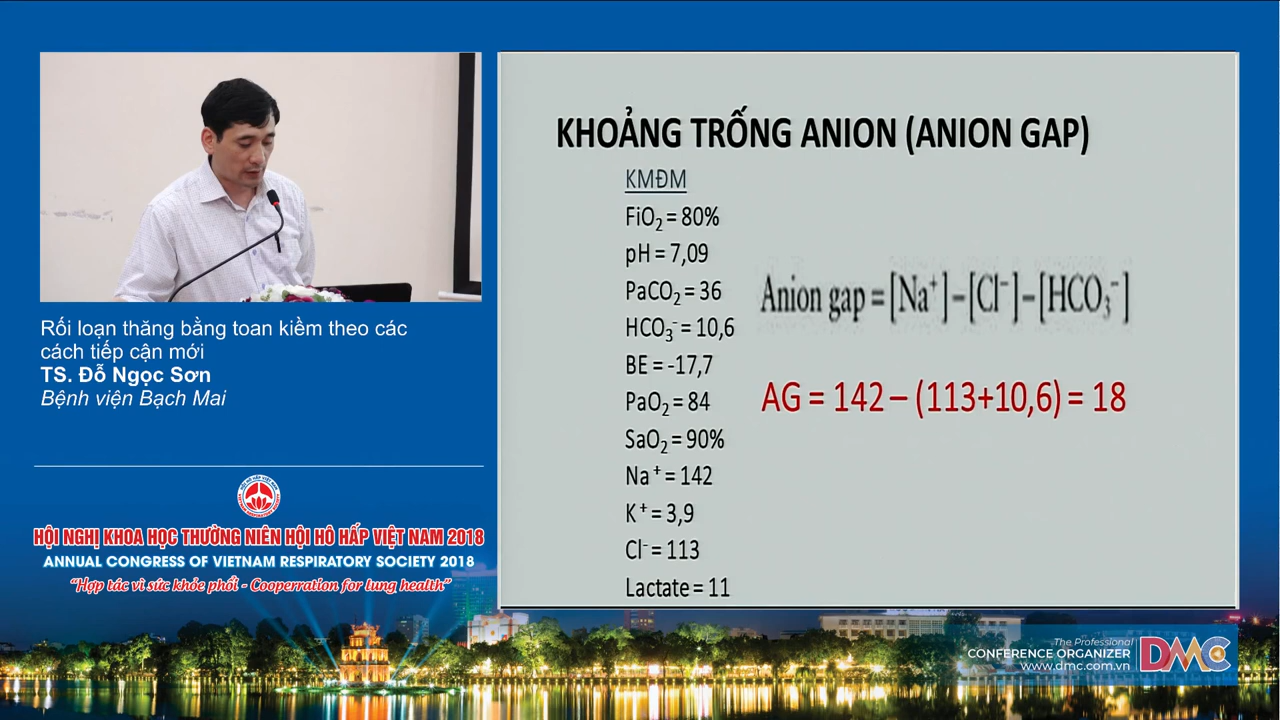 Rối loạn thăng bằng toan kiềm theo các
cách tiếp cận mới
TS. Đỗ Ngọc Sơn
Bệnh viện Bạch Mai
HỘI HÔ HẤP VIỆT NAM
HỘI NGHỊ KHOA HỌC THƯỜNG NIÊN HỘI HÔ HẤP VIỆT NAM 2018
ANNUAL CONGRESS OF VIETNAM RESPIRATORY SOCIETY 2018
"Hợp tác vì sức khỏe phổi - Cooperration for lung health"
KHOẢNG TRỐNG ANION (ANION GAP)
KMĐM
FiO₂ = 80%
pH = 7,09
PaCO₂ = 36
HCO₃⁻ = 10,6
BE = -17,7
PaO₂ = 84
SaO₂ = 90%
Na⁺ = 142
K⁺ = 3,9
Cl⁻ = 113
Lactate = 11
Anion gap = [Na⁺] – [Cl⁻] – [HCO₃⁻]
AG = 142 – (113+10,6) = 18
The Professional
CONFERENCE ORGANIZER
www.dmc.com.vn
DMC